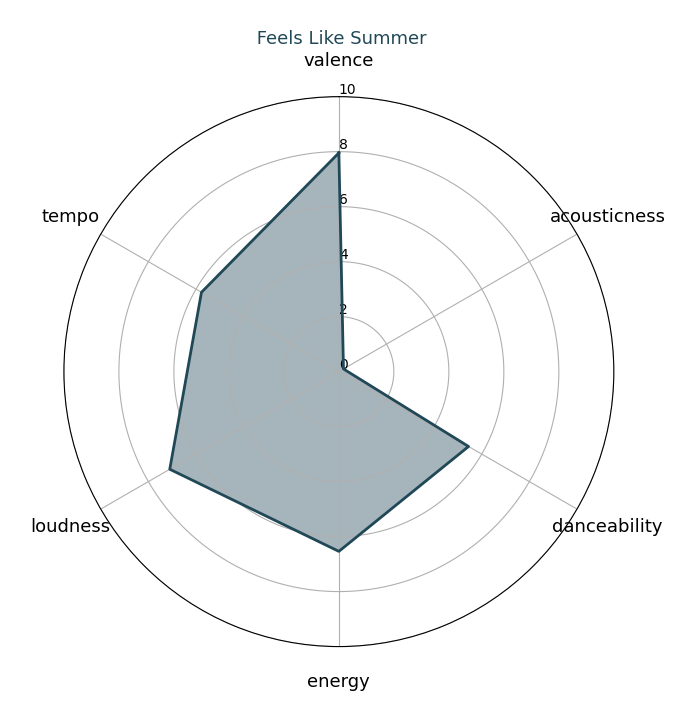 Feels Like Summer
valence
10
8
6
4
2
0
tempo
acousticness
loudness
danceability
energy